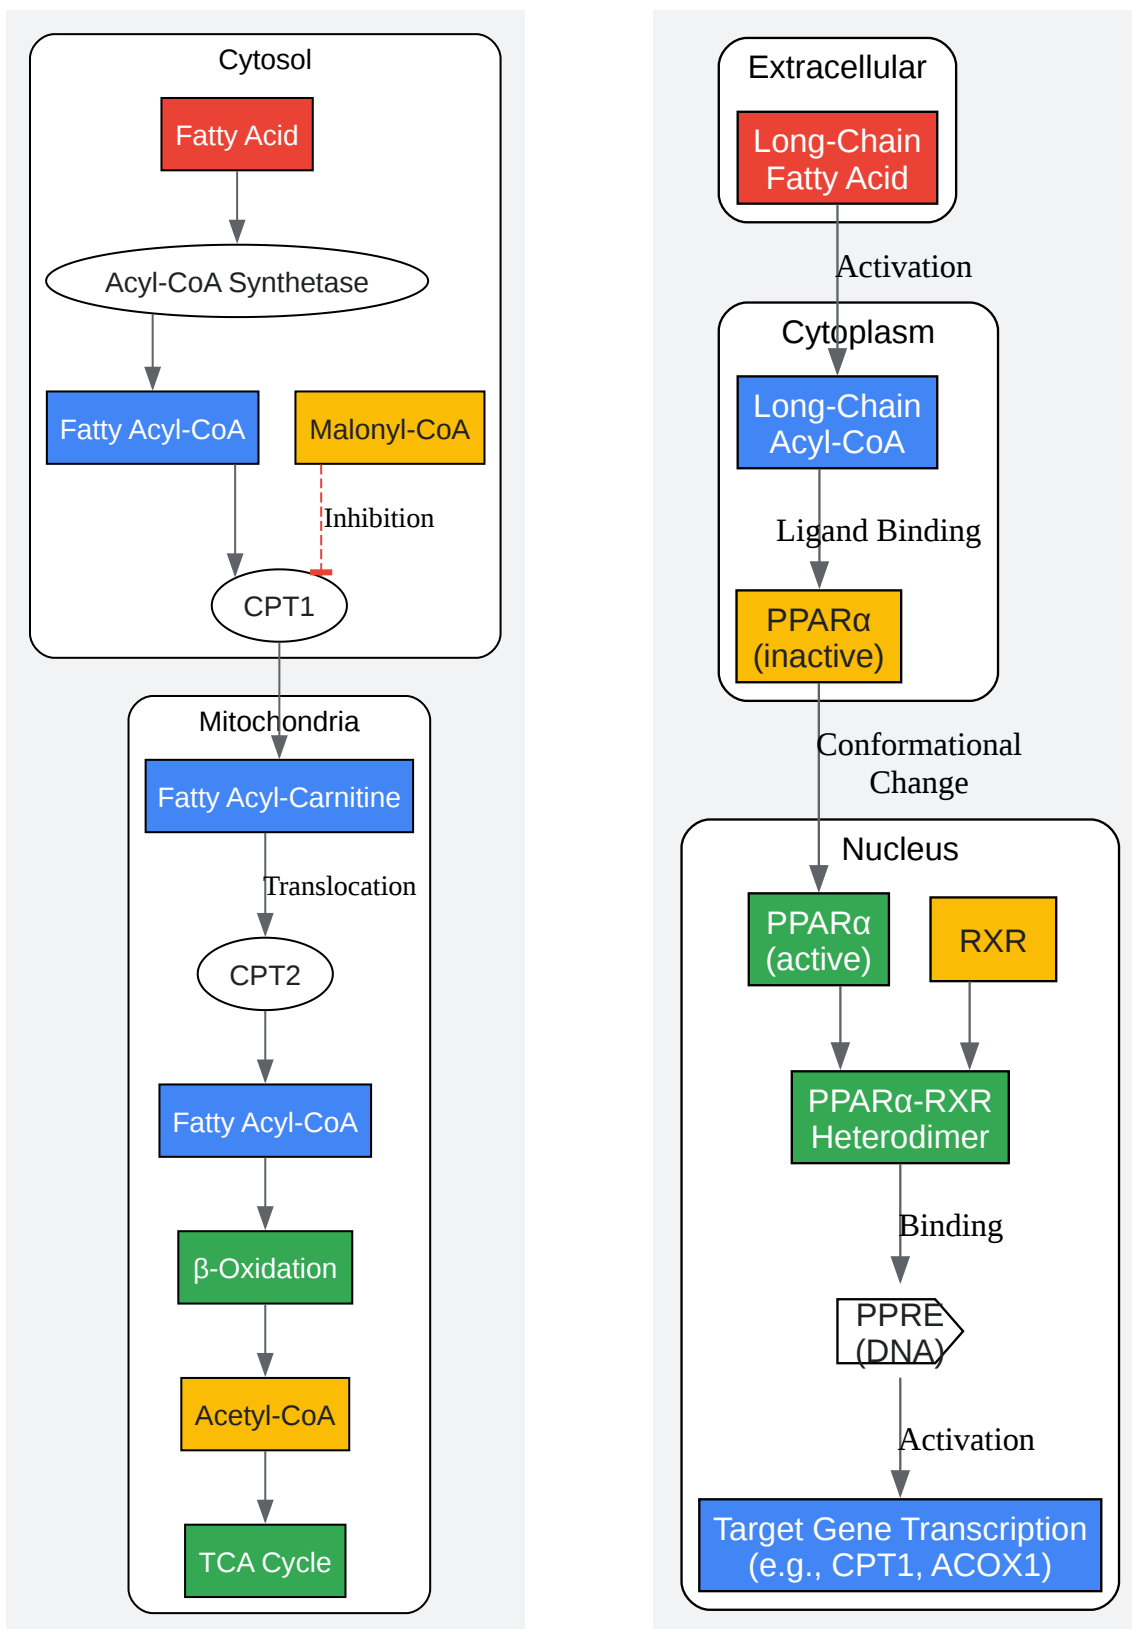 Cytosol
Fatty Acid
Acyl-CoA Synthetase
Fatty Acyl-CoA
Malonyl-CoA
Inhibition
CPT1
Mitochondria
Fatty Acyl-Carnitine
Translocation
CPT2
Fatty Acyl-CoA
β-Oxidation
Acetyl-CoA
TCA Cycle
Extracellular
Long-Chain
Fatty Acid
Activation
Cytoplasm
Long-Chain
Acyl-CoA
Ligand Binding
PPARα
(inactive)
Conformational
Change
Nucleus
PPARα
(active)
RXR
PPARα-RXR
Heterodimer
Binding
PPRE
(DNA)
Activation
Target Gene Transcription
(e.g., CPT1, ACOX1)